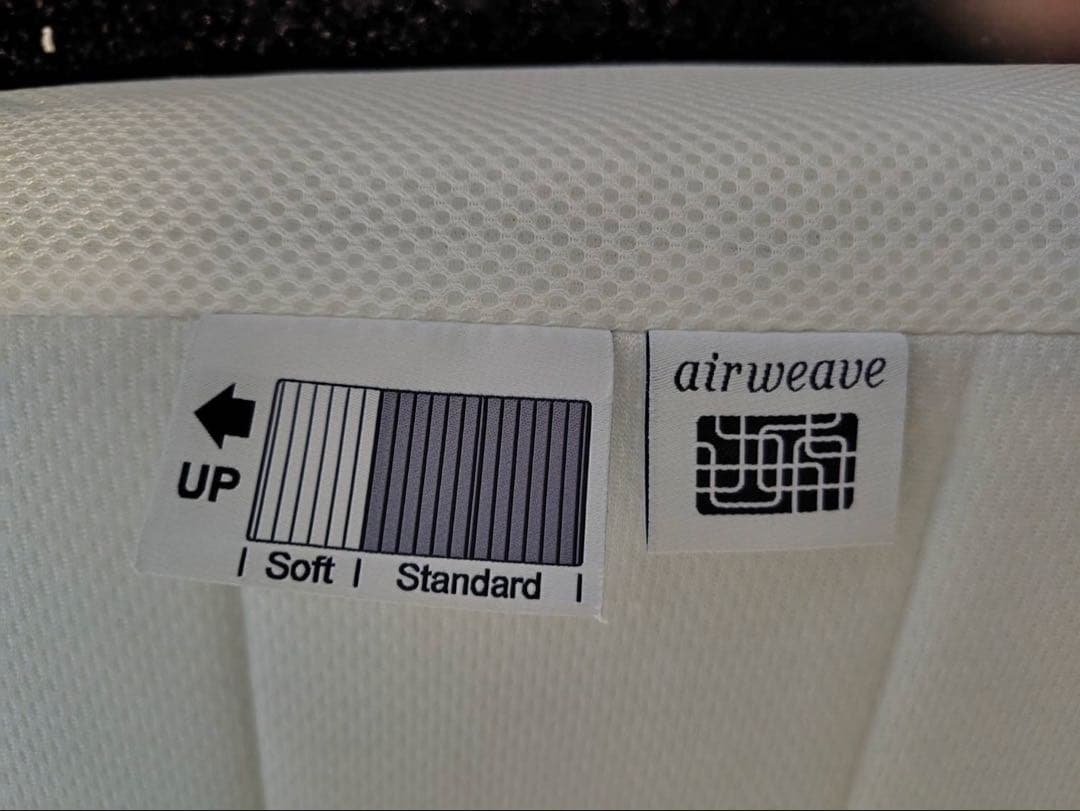 UP
| Soft | Standard |
airweave